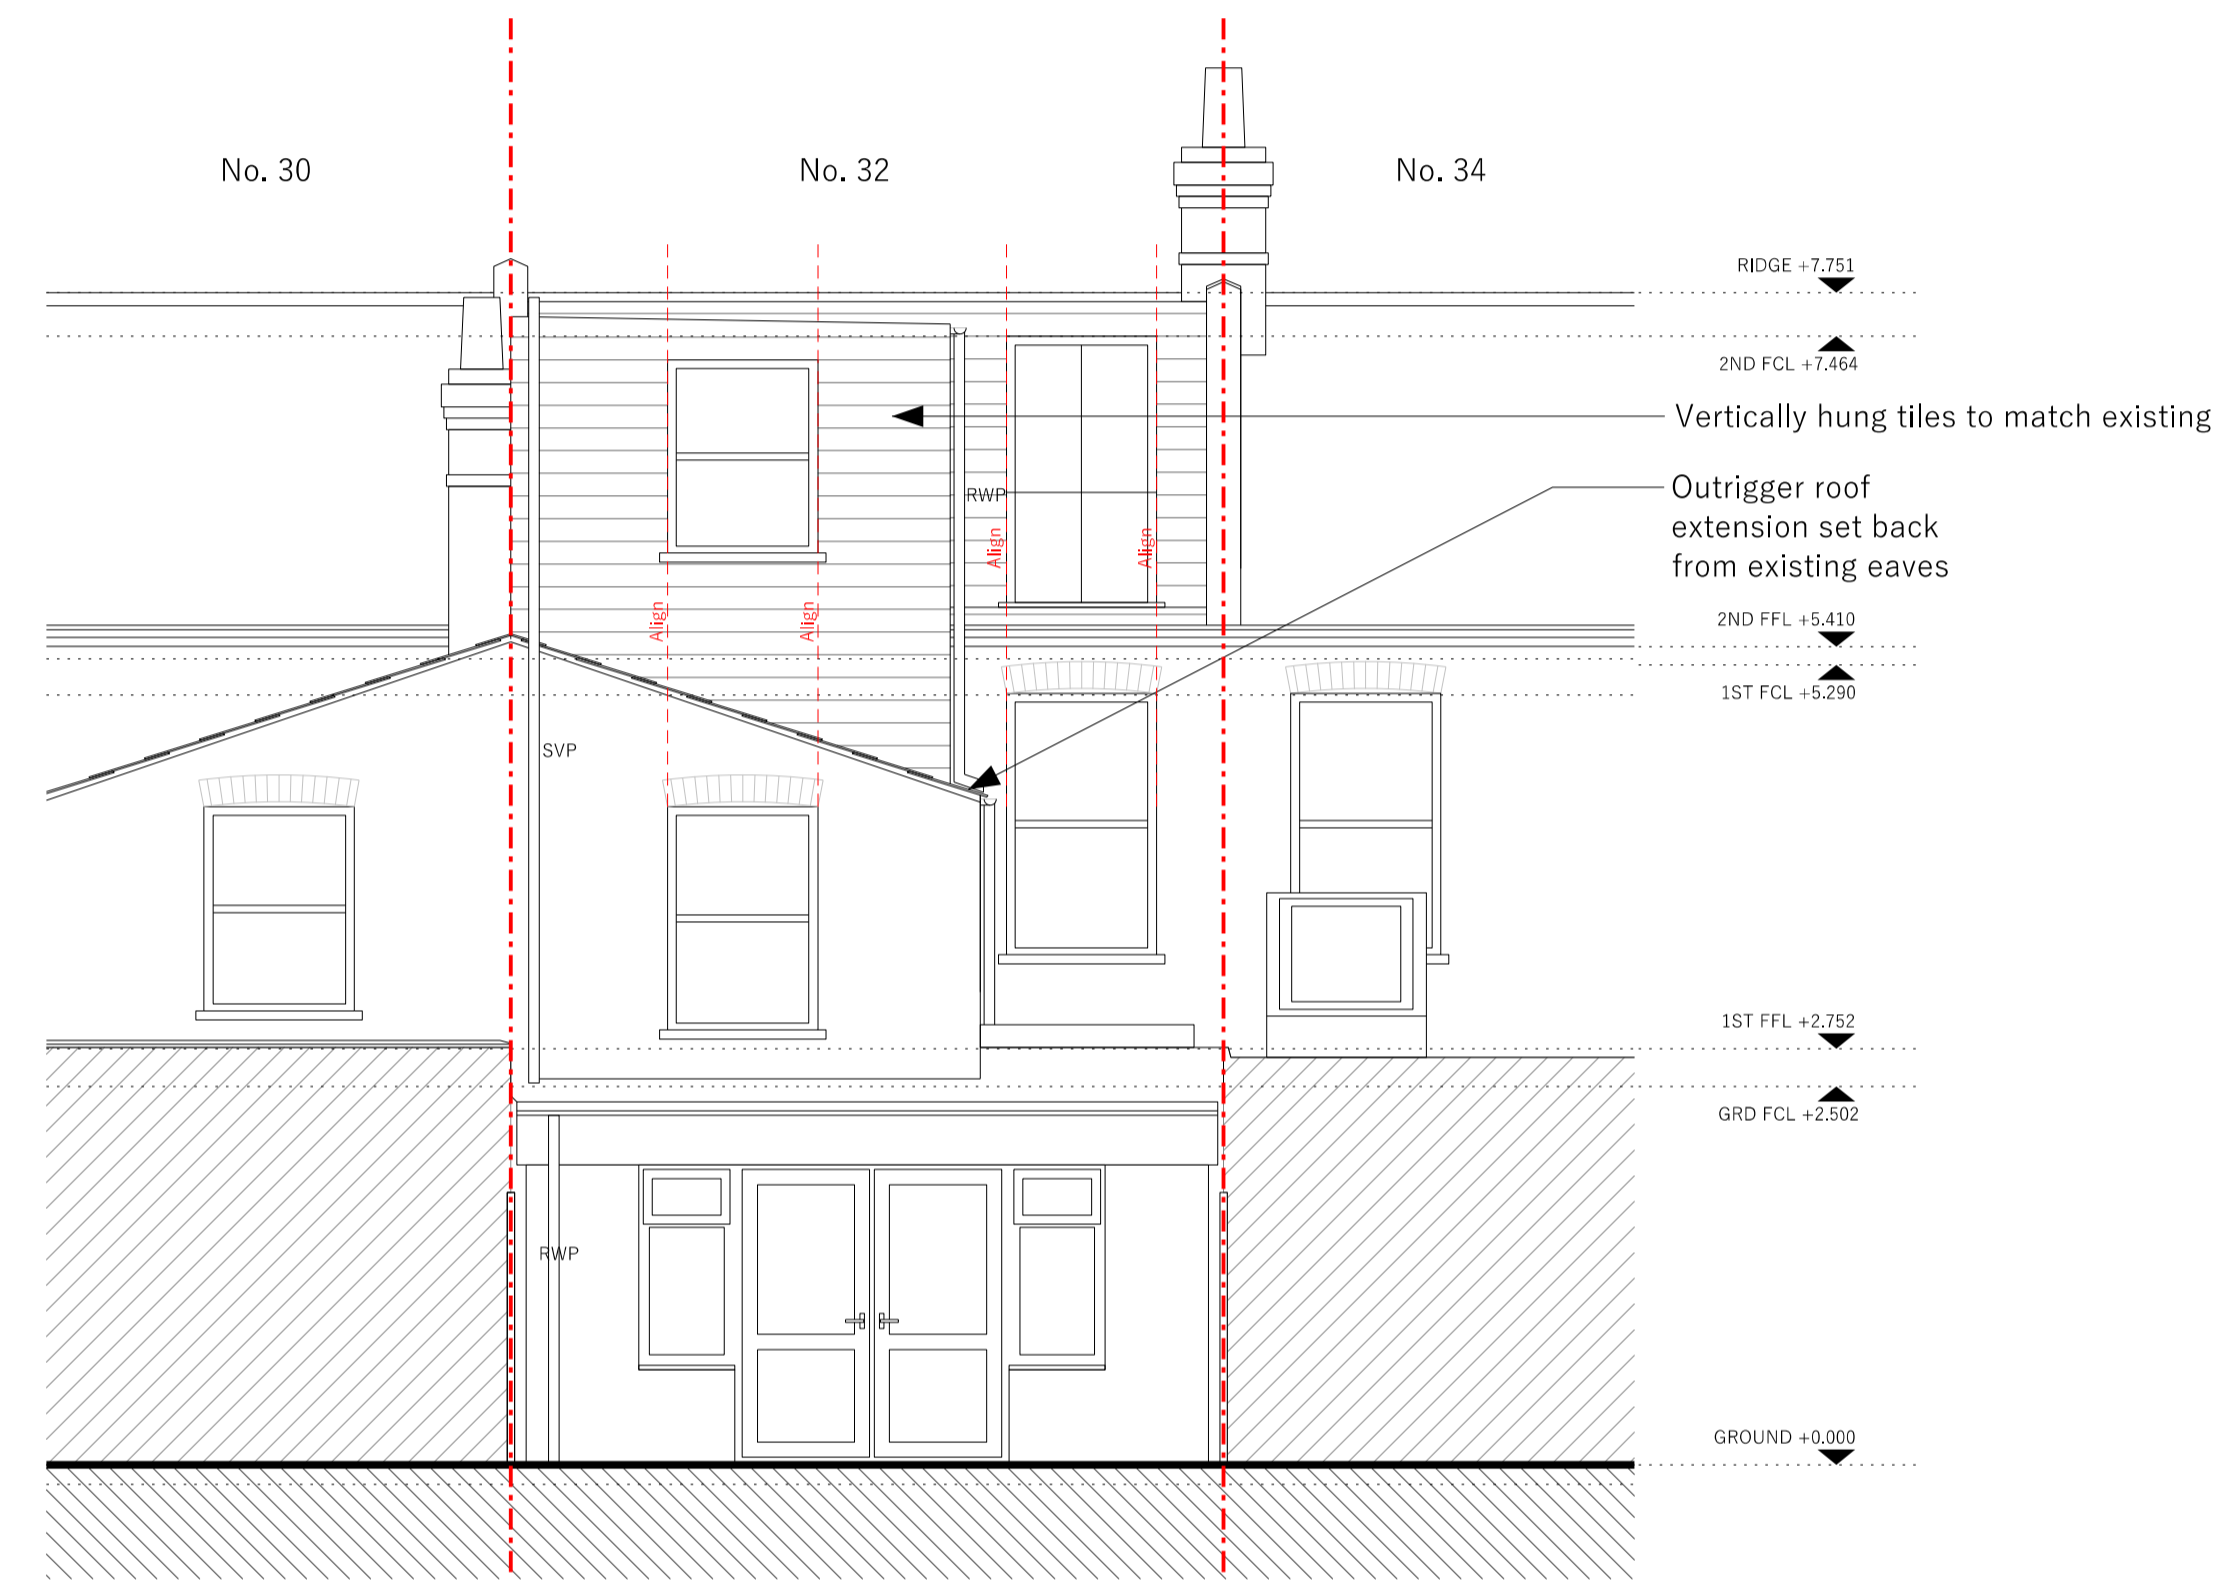 No. 30
No. 32
No. 34
RIDGE +7.751
2ND FCL +7.464
Vertically hung tiles to match existing
Outrigger roof
extension set back
from existing eaves
RWP
Align
Align
Align
Align
2ND FFL +5.410
1ST FCL +5.290
SVP
1ST FFL +2.752
GRD FCL +2.502
RWP
GROUND +0.000